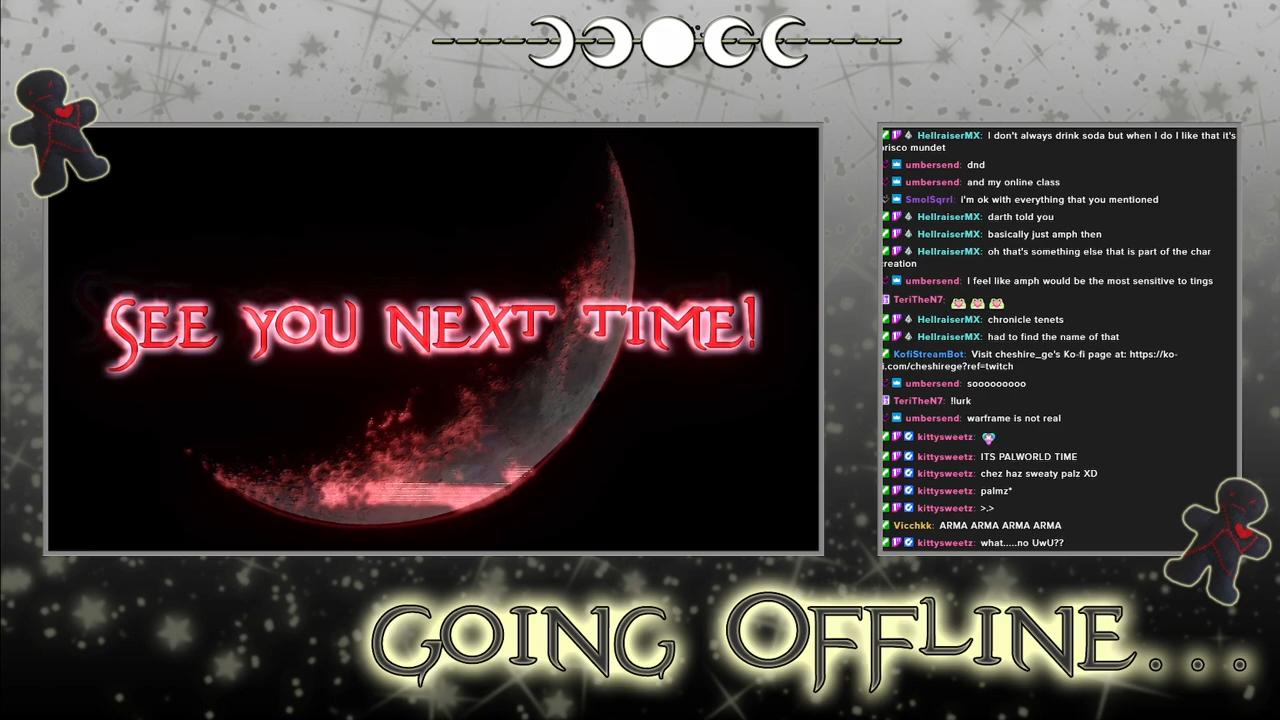 See you next time!
HellraiserMX: I don't always drink soda but when I do I like that it's
risco mundet
umbersend: dnd
umbersend: and my online class
SmolSqrrl: I'm ok with everything that you mentioned
HellraiserMX: darth told you
HellraiserMX: basically just amph then
HellraiserMX: oh that's something else that is part of the char
creation
umbersend: I feel like amph would be the most sensitive to tings
TeriTheN7:
HellraiserMX: chronicle tenets
HellraiserMX: had to find the name of that
KofiStreamBot: Visit cheshire_ge's Ko-fi page at: https://ko-
i.com/cheshirege?ref=twitch
umbersend: sooooooooo
TeriTheN7: !lurk
umbersend: warframe is not real
kittysweetz:
kittysweetz: ITS PALWORLD TIME
kittysweetz: chez haz sweaty palz XD
kittysweetz: palmz*
kittysweetz: >.>
Vicchkk: ARMA ARMA ARMA ARMA
kittysweetz: what.....no UwU??
Going Offline...